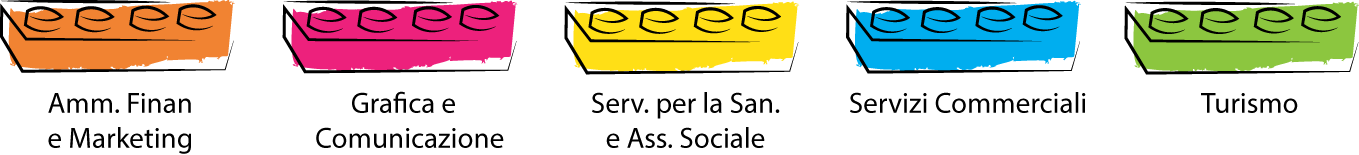 Amm. Finan
e Marketing
Grafica e
Comunicazione
Serv. per la San.
e Ass. Sociale
Servizi Commerciali
Turismo